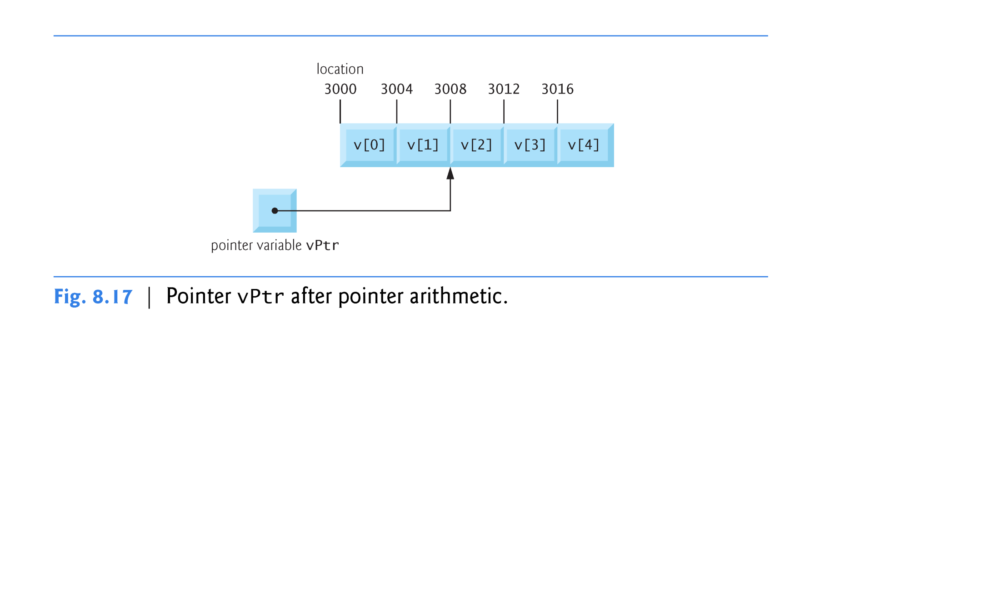 location
3000 3004 3008 3012 3016
v[0] v[1] v[2] v[3] v[4]
pointer variable vPtr
Fig. 8.17 | Pointer vPtr after pointer arithmetic.